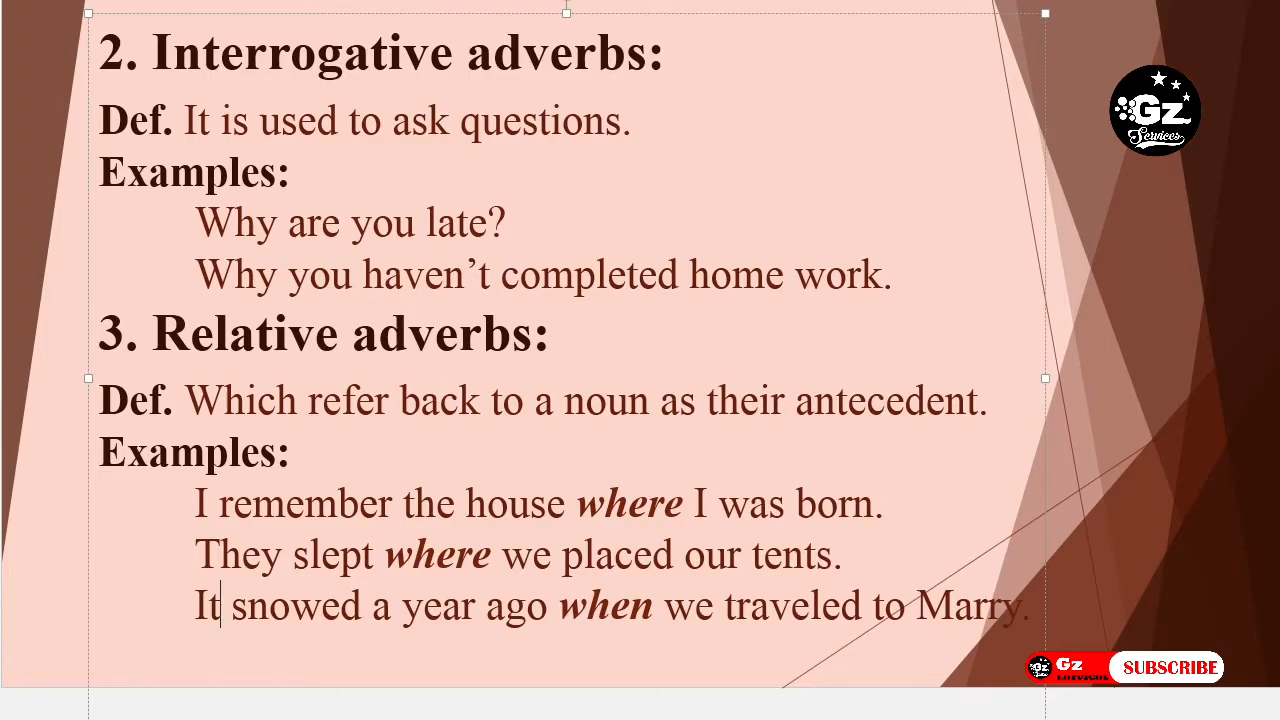 2. Interrogative adverbs:
Def. It is used to ask questions.
Examples:
Why are you late?
Why you haven’t completed home work.
3. Relative adverbs:
Def. Which refer back to a noun as their antecedent.
Examples:
I remember the house where I was born.
They slept where we placed our tents.
It snowed a year ago when we traveled to Marry.
Gz
Services
Gz
SUBSCRIBE